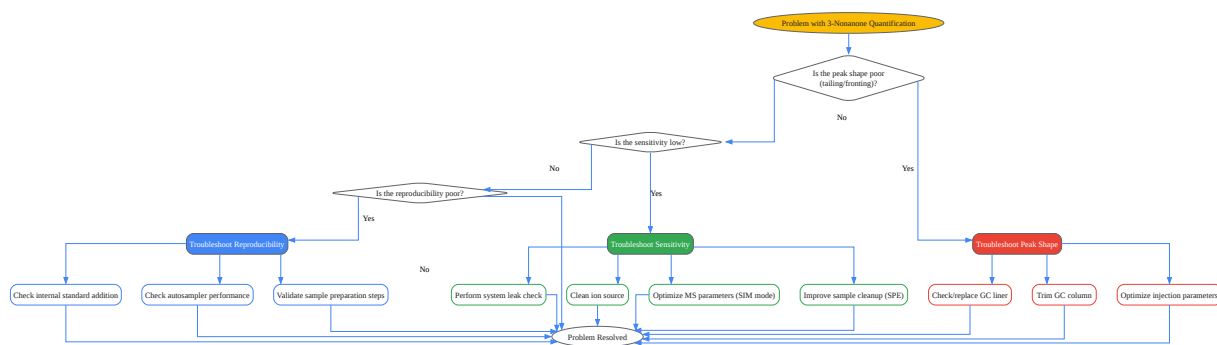 Problem with 3-Nonanone Quantification
Is the peak shape poor
(tailing/fronting)?
No
Is the sensitivity low?
No
Yes
Is the reproducibility poor?
Yes
Yes
Troubleshoot Reproducibility
Troubleshoot Sensitivity
Troubleshoot Peak Shape
No
Check internal standard addition
Check autosampler performance
Validate sample preparation steps
Perform system leak check
Clean ion source
Optimize MS parameters (SIM mode)
Improve sample cleanup (SPE)
Check/replace GC liner
Trim GC column
Optimize injection parameters
Problem Resolved